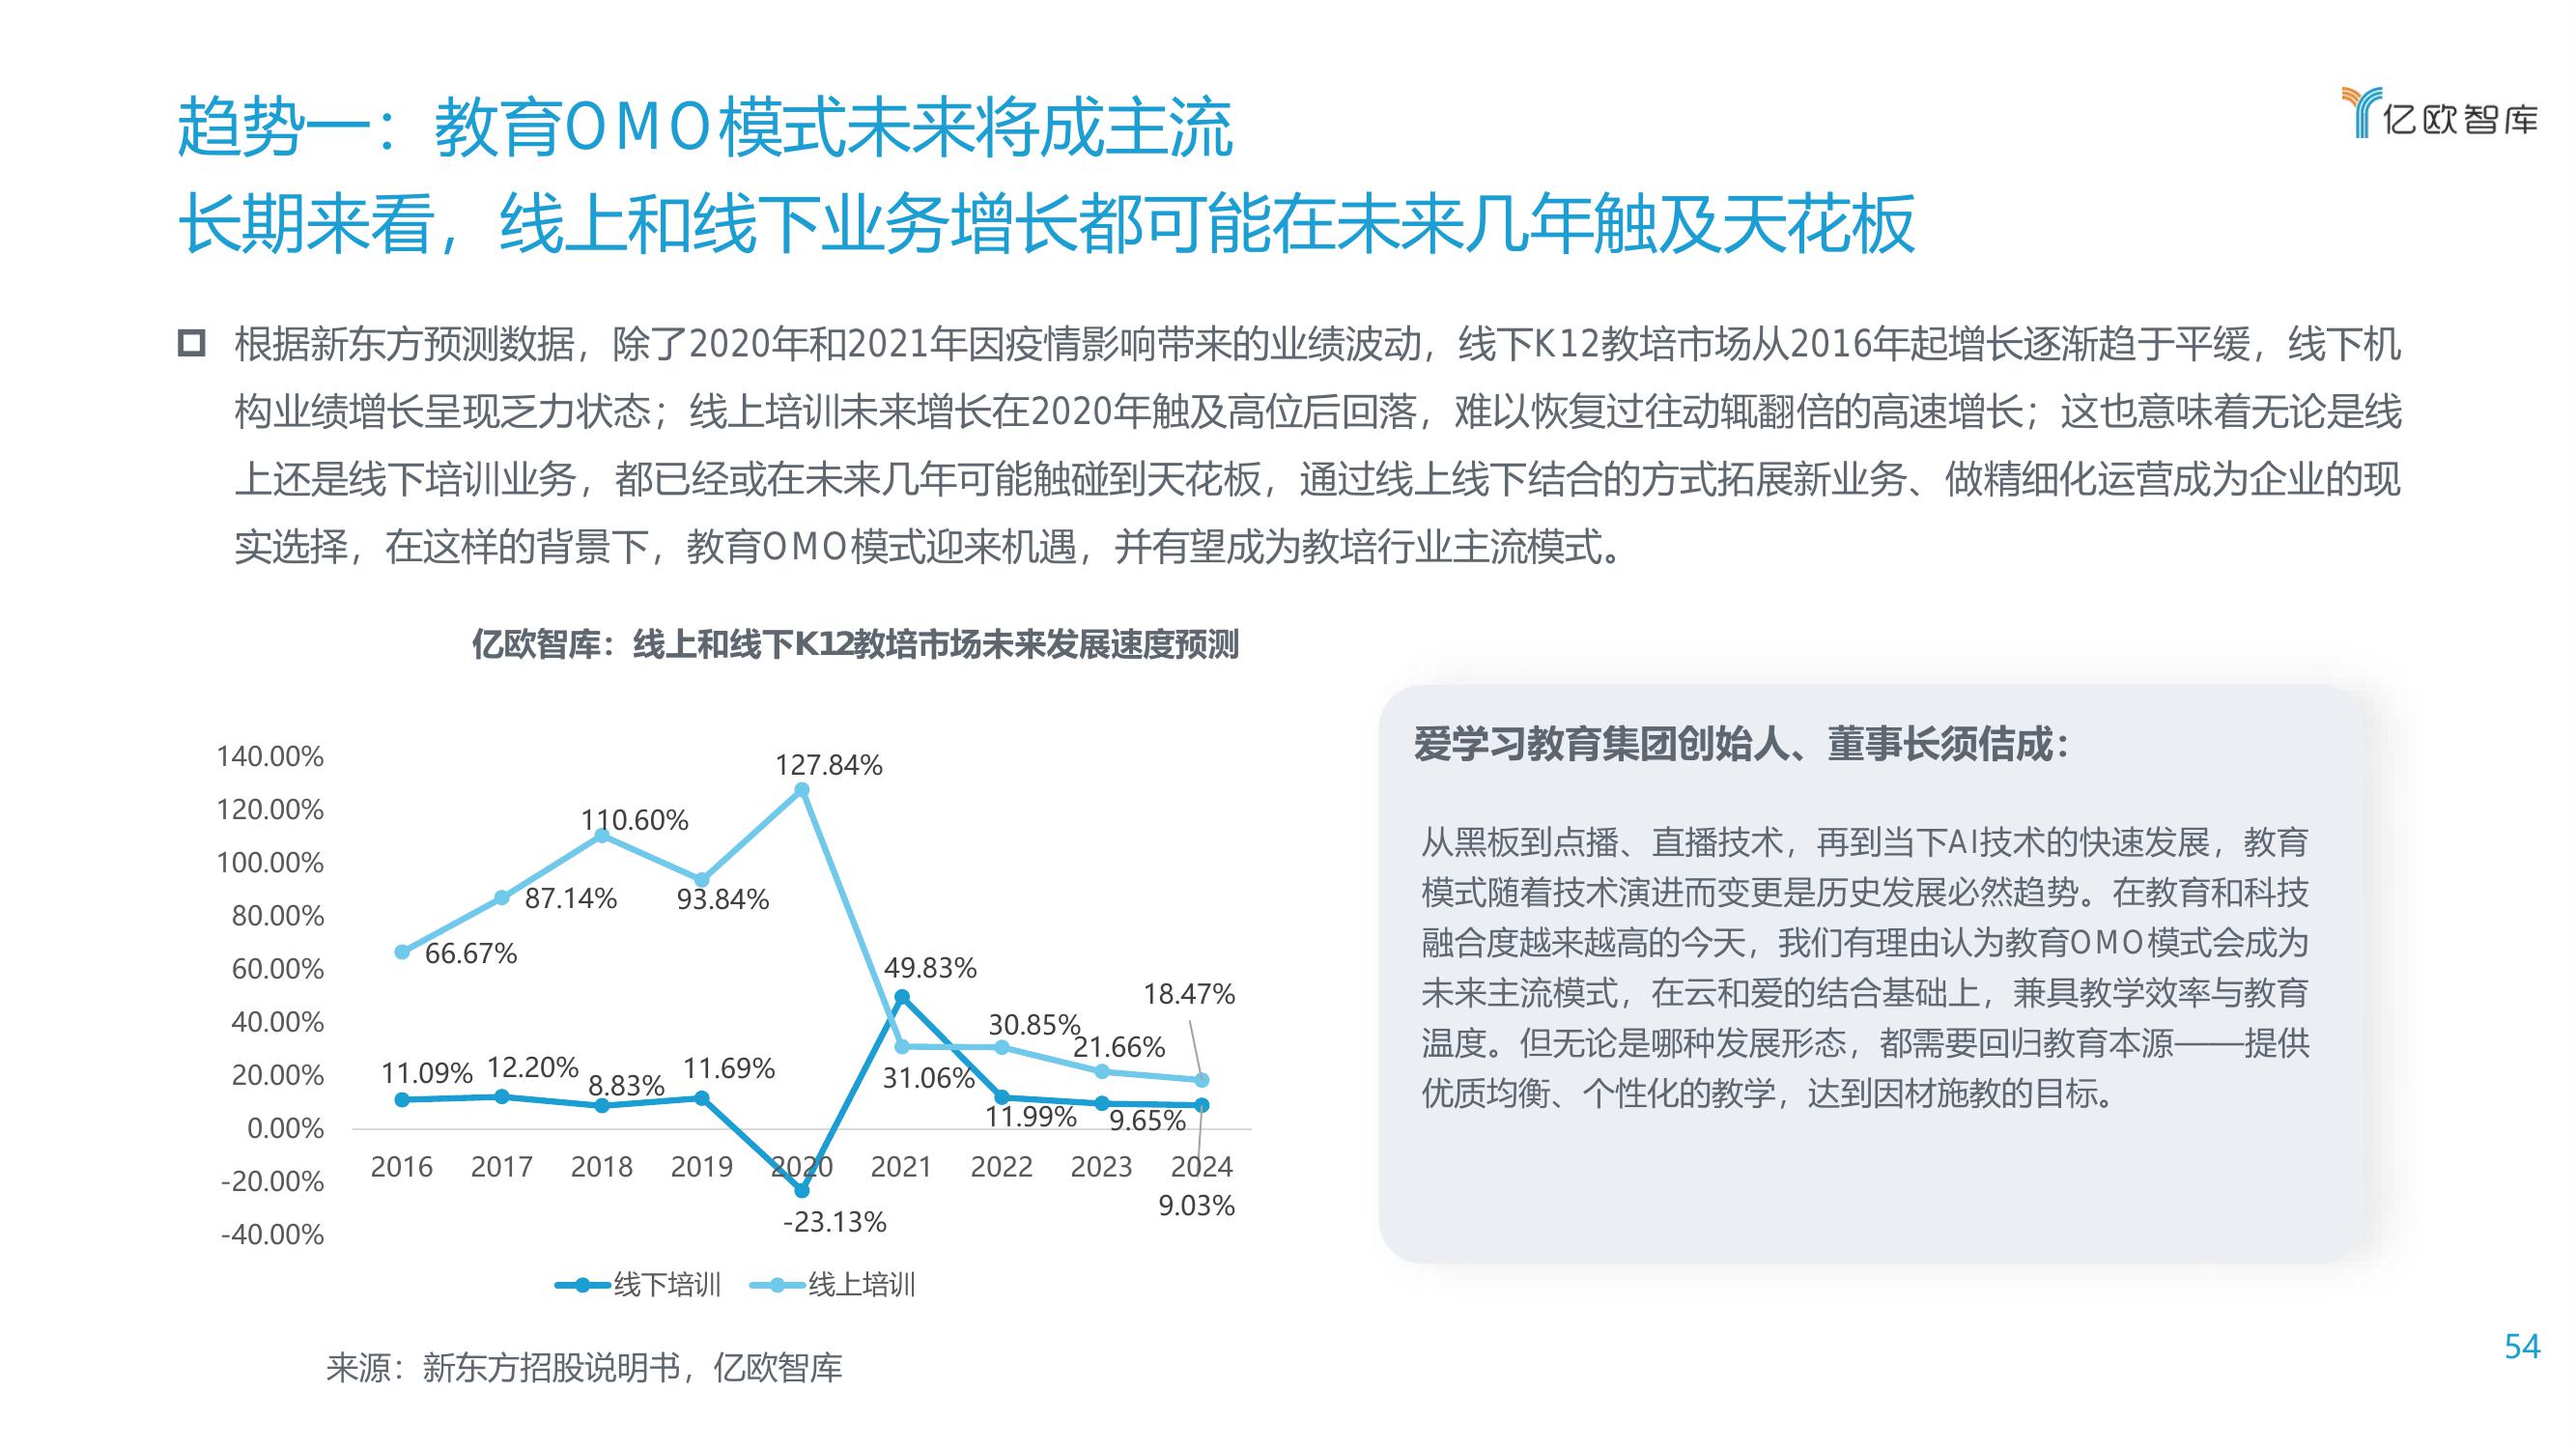 趋势一：教育OMO模式未来将成主流
亿欧智库
长期来看，线上和线下业务增长都可能在未来几年触及天花板
根据新东方预测数据，除了2020年和2021年因疫情影响带来的业绩波动，线下K12教培市场从2016年起增长逐渐趋于平缓，线下机
构业绩增长呈现乏力状态；线上培训未来增长在2020年触及高位后回落，难以恢复过往动辄翻倍的高速增长；这也意味着无论是线
上还是线下培训业务，都已经或在未来几年可能触碰到天花板，通过线上线下结合的方式拓展新业务、做精细化运营成为企业的现
实选择，在这样的背景下，教育OMO模式迎来机遇，并有望成为教培行业主流模式。
亿欧智库：线上和线下K12教培市场未来发展速度预测
140.00%
120.00%
100.00%
80.00%
60.00%
40.00%
20.00%
0.00%
-20.00%
-40.00%
66.67%
87.14%
110.60%
93.84%
127.84%
31.06%
30.85%
21.66%
18.47%
11.09%
12.20%
8.83%
11.69%
-23.13%
49.83%
11.99%
9.65%
9.03%
2016 2017 2018 2019 2020 2021 2022 2023 2024
线下培训 线上培训
来源：新东方招股说明书，亿欧智库
爱学习教育集团创始人、董事长须佶成：
从黑板到点播、直播技术，再到当下AI技术的快速发展，教育
模式随着技术演进而变更是历史发展必然趋势。在教育和科技
融合度越来越高的今天，我们有理由认为教育OMO模式会成为
未来主流模式，在云和爱的结合基础上，兼具教学效率与教育
温度。但无论是哪种发展形态，都需要回归教育本源——提供
优质均衡、个性化的教学，达到因材施教的目标。
54